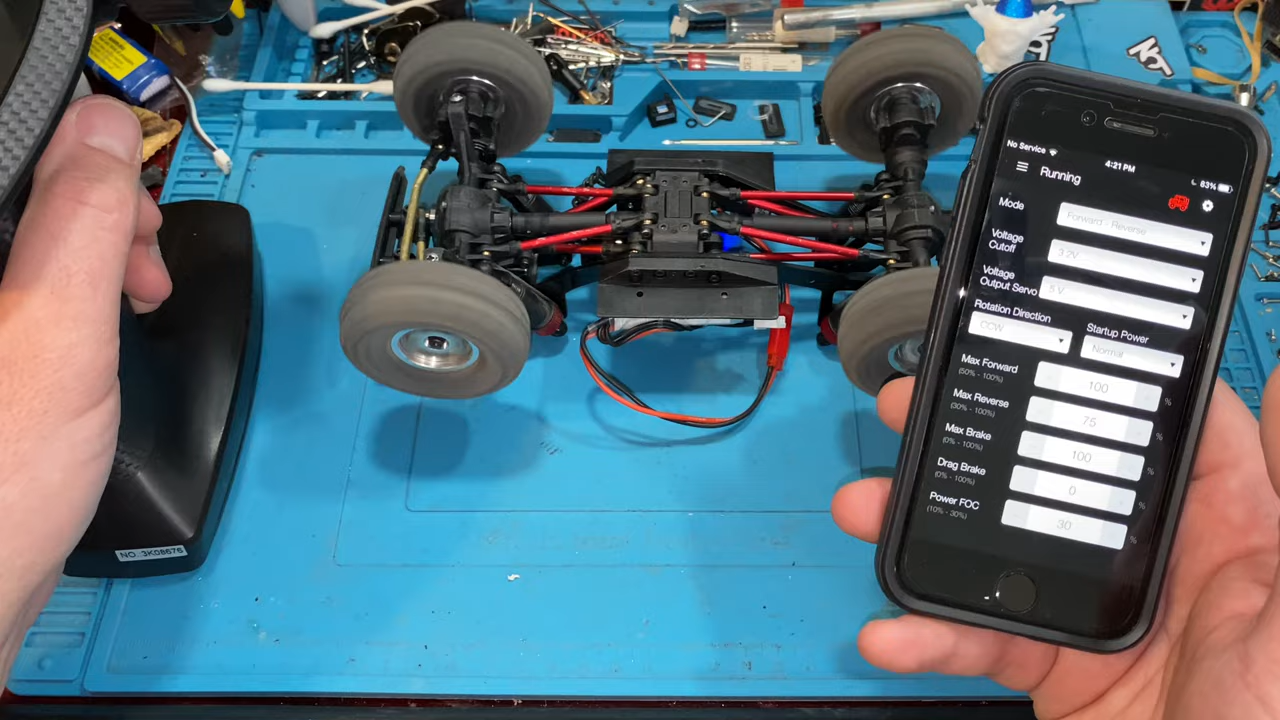 No Service
4:21 PM
83%
Running
Mode
Forward - Reverse
Voltage
Cutoff
3.2V
Voltage
Output Servo
5 V
Rotation Direction
CCW
Startup Power
Normal
Max Forward
(50% - 100%)
100
%
Max Reverse
(30% - 100%)
75
%
Max Brake
(0% - 100%)
100
%
Drag Brake
(0% - 100%)
0
%
Power FOC
(10% - 30%)
30
%
NO. 3K08676